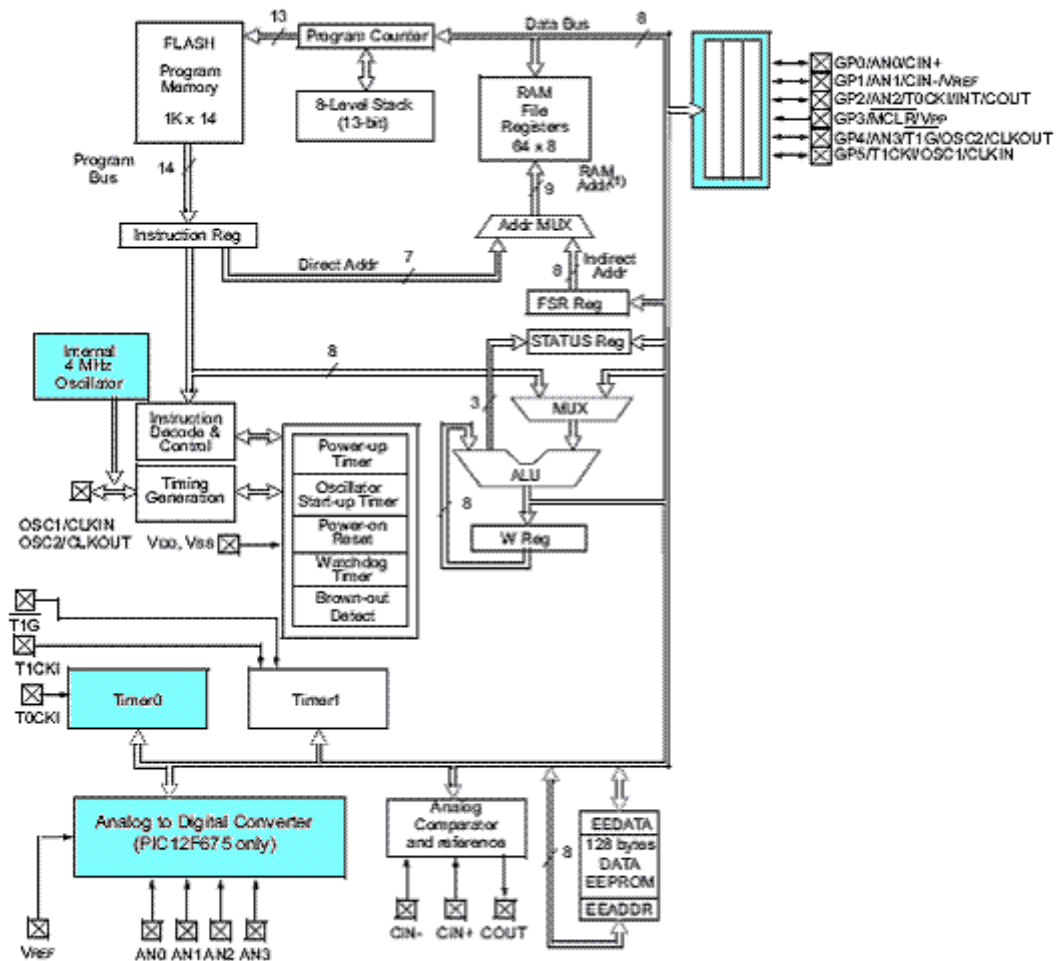 FLASH
Program
Memory
1K x 14
13
Program Counter
8-Level Stack
(13-bit)
Data Bus
8
RAM
File
Registers
64 x 8
GP0/AN0/CIN+
GP1/AN1/CIN-/VREF
GP2/AN2/T0CKI/INT/COUT
GP3/MCLR/VPP
GP4/AN3/T1G/OSC2/CLKOUT
GP5/T1CKI/OSC1/CLKIN
Program
Bus
14
RAM
Addr(1)
9
Addr MUX
Instruction Reg
Direct Addr
7
8
Indirect
Addr
FSR Reg
STATUS Reg
Internal
4 MHz
Oscillator
8
3
MUX
Instruction
Decode &
Control
Timing
Generation
OSC1/CLKIN
OSC2/CLKOUT
VDD, VSS
Power-up
Timer
Oscillator
Start-up Timer
Power-on
Reset
Watchdog
Timer
Brown-out
Detect
ALU
8
W Reg
T1G
T1CKI
T0CKI
Timer0
Timer1
Analog to Digital Converter
(PIC12F675 only)
Analog
Comparator
and reference
8
EEDATA
128 bytes
DATA
EEPROM
EEADDR
VREF
AN0 AN1 AN2 AN3
CIN- CIN+ COUT